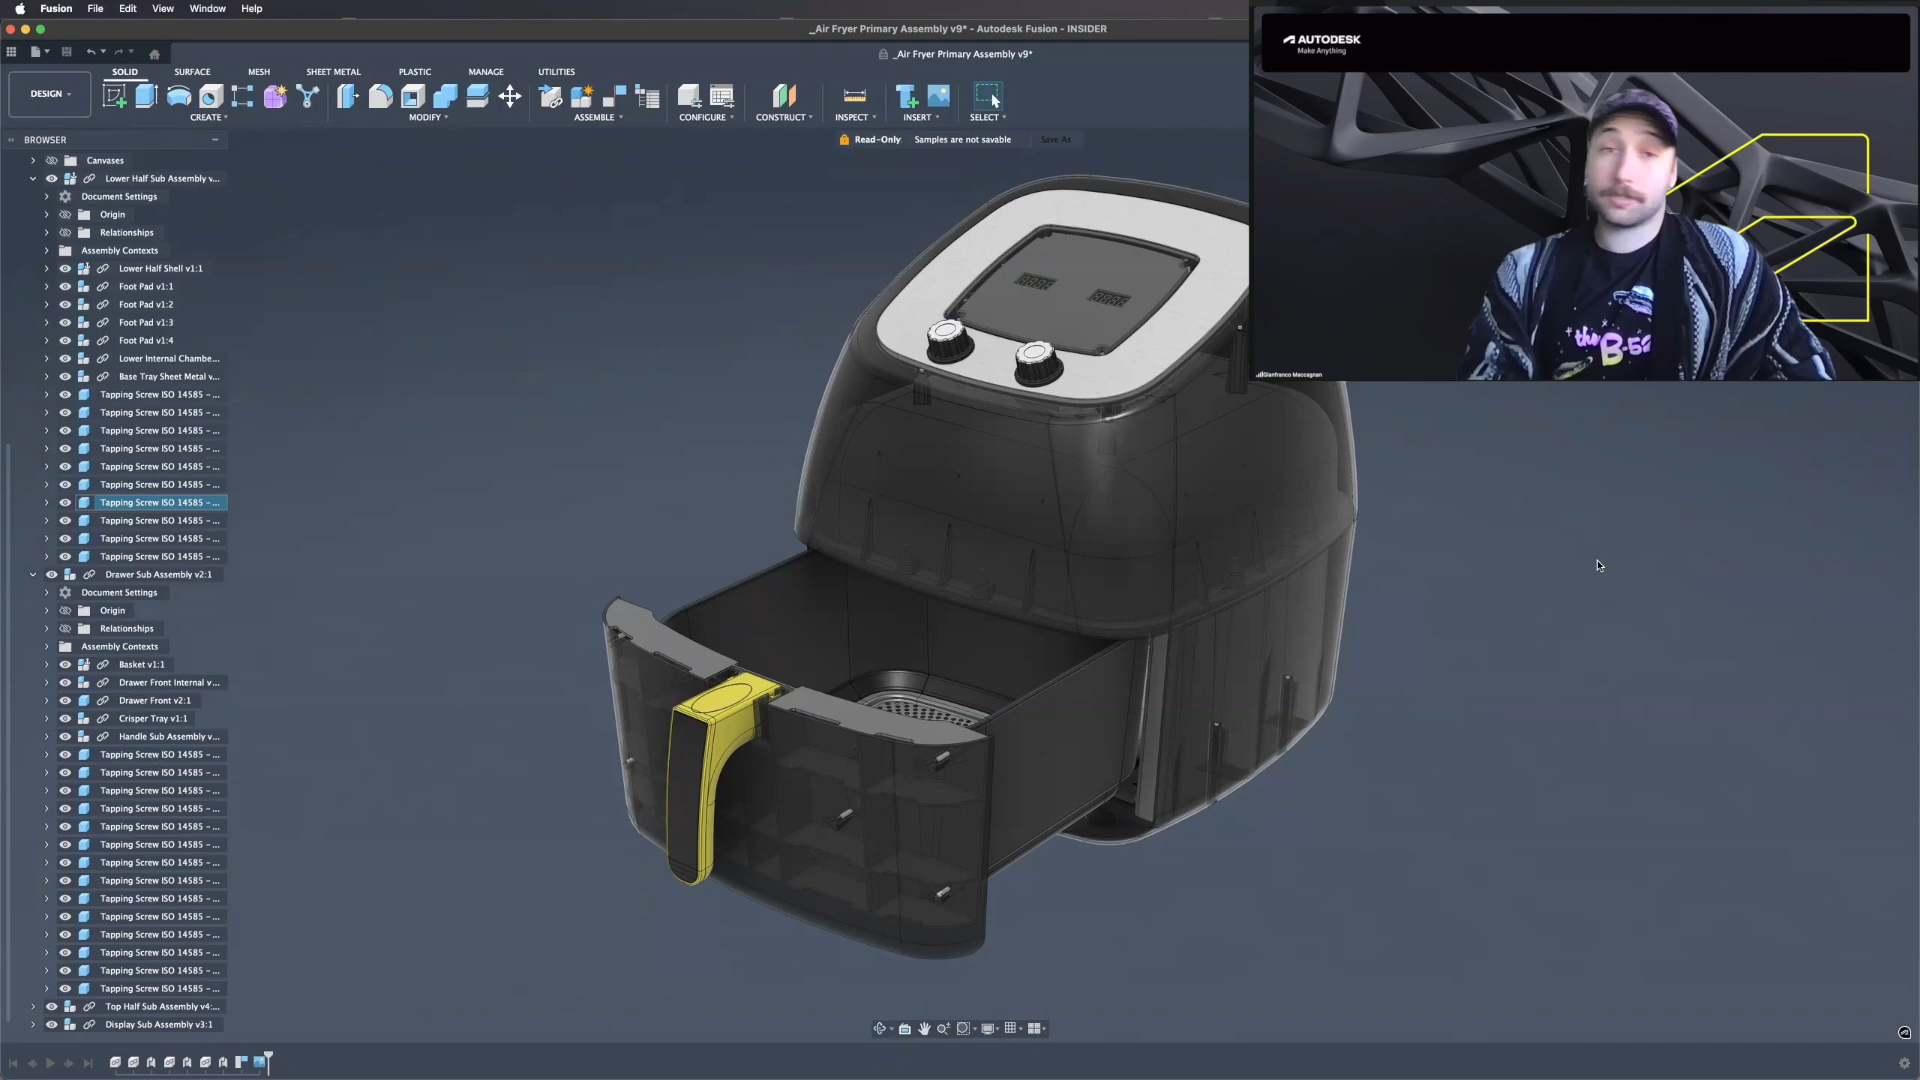 Fusion File Edit View Window Help
_Air Fryer Primary Assembly v9* - Autodesk Fusion - INSIDER
_Air Fryer Primary Assembly v9*
AUTODESK
Make Anything
SOLID SURFACE MESH SHEET METAL PLASTIC MANAGE UTILITIES
DESIGN
CREATE MODIFY ASSEMBLE CONFIGURE CONSTRUCT INSPECT INSERT SELECT
BROWSER
Read-Only: Samples are not savable Save As
Canvases
Lower Half Sub Assembly v...
Document Settings
Origin
Relationships
Assembly Contexts
Lower Half Shell v1:1
Foot Pad v1:1
Foot Pad v1:2
Foot Pad v1:3
Foot Pad v1:4
Lower Internal Chambe...
Base Tray Sheet Metal v...
Tapping Screw ISO 14585 - ...
Tapping Screw ISO 14585 - ...
Tapping Screw ISO 14585 - ...
Tapping Screw ISO 14585 - ...
Tapping Screw ISO 14585 - ...
Tapping Screw ISO 14585 - ...
Tapping Screw ISO 14585 - ...
Tapping Screw ISO 14585 - ...
Tapping Screw ISO 14585 - ...
Tapping Screw ISO 14585 - ...
Drawer Sub Assembly v2:1
Document Settings
Origin
Relationships
Assembly Contexts
Basket v1:1
Drawer Front Internal v...
Drawer Front v2:1
Crisper Tray v1:1
Handle Sub Assembly v...
Tapping Screw ISO 14585 - ...
Tapping Screw ISO 14585 - ...
Tapping Screw ISO 14585 - ...
Tapping Screw ISO 14585 - ...
Tapping Screw ISO 14585 - ...
Tapping Screw ISO 14585 - ...
Tapping Screw ISO 14585 - ...
Tapping Screw ISO 14585 - ...
Tapping Screw ISO 14585 - ...
Tapping Screw ISO 14585 - ...
Tapping Screw ISO 14585 - ...
Tapping Screw ISO 14585 - ...
Tapping Screw ISO 14585 - ...
Tapping Screw ISO 14585 - ...
Top Half Sub Assembly v4:...
Display Sub Assembly v3:1
the B-52
Gianfranco Maccagnan